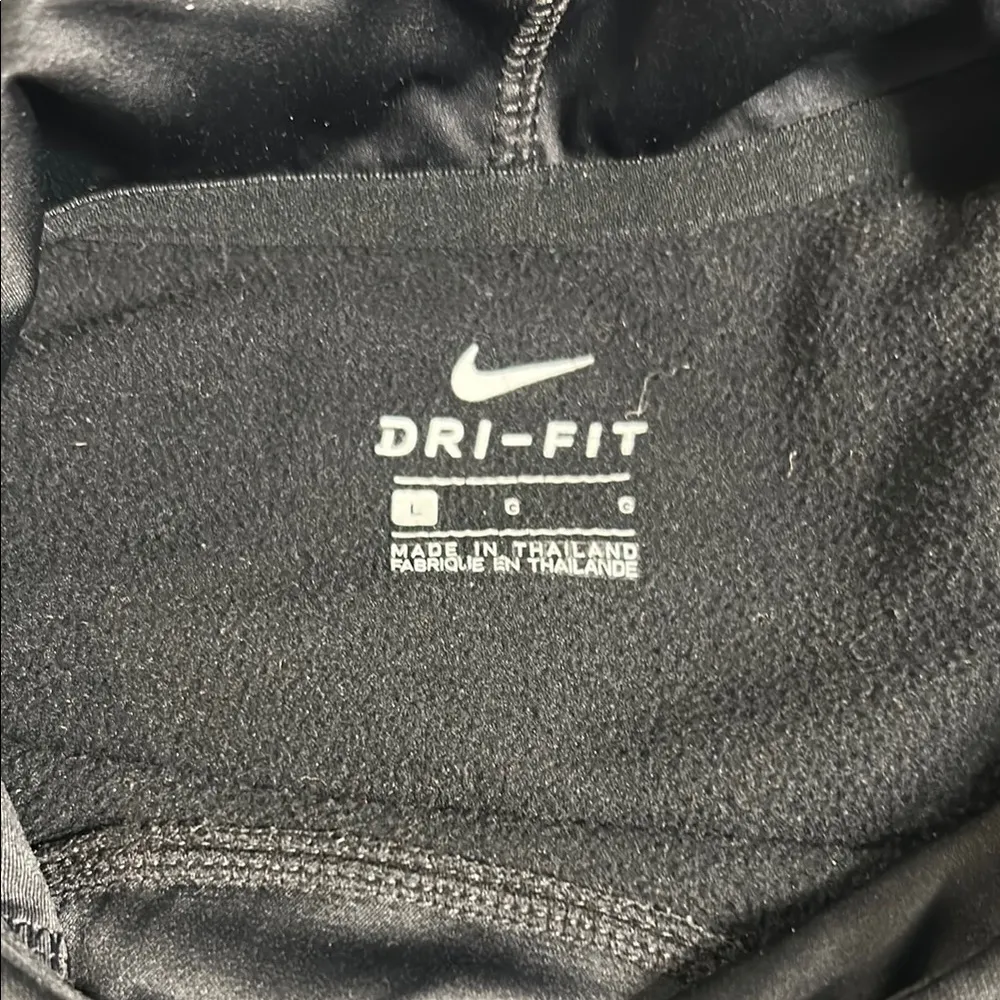 DRI-FIT
L G G
MADE IN THAILAND
FABRIQUE EN THAILANDE